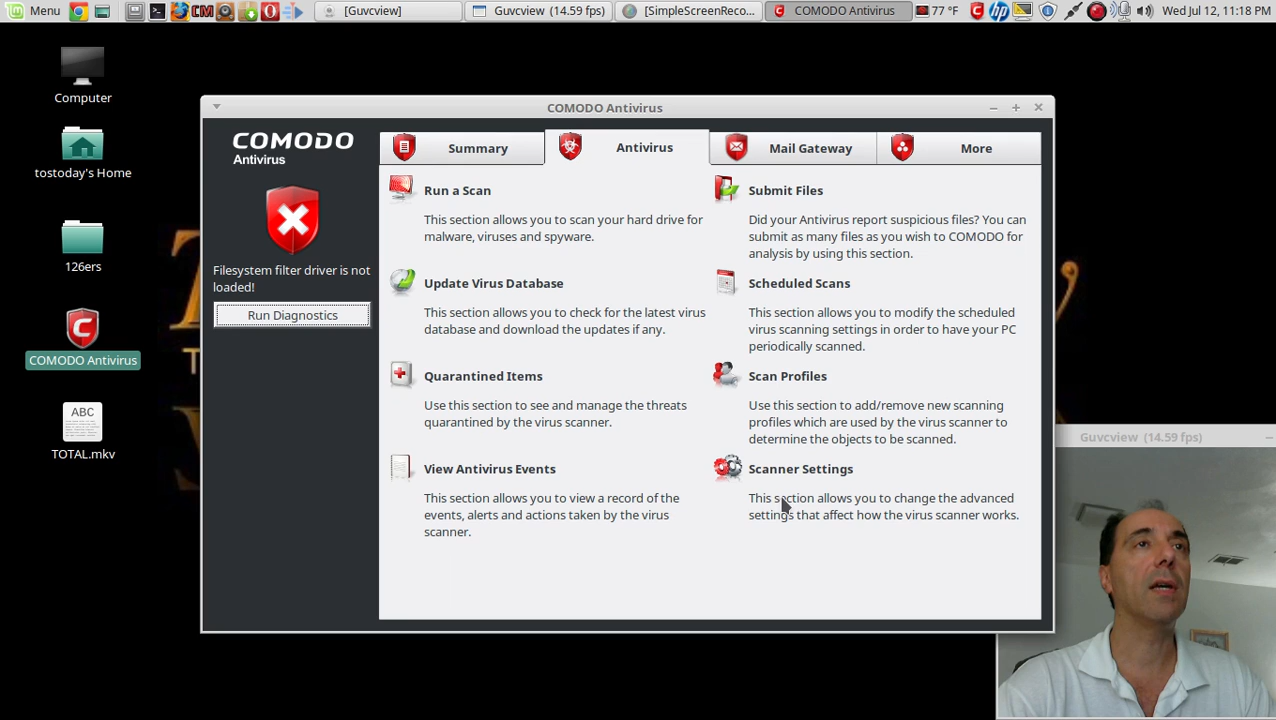 Menu
[Guvcview]
Guvcview (14.59 fps)
[SimpleScreenReco...
COMODO Antivirus
77 °F
Wed Jul 12, 11:18 PM
Computer
tostoday's Home
126ers
COMODO Antivirus
ABC
TOTAL.mkv
COMODO Antivirus
COMODO
Antivirus
Filesystem filter driver is not
loaded!
Run Diagnostics
Summary
Antivirus
Mail Gateway
More
Run a Scan
This section allows you to scan your hard drive for
malware, viruses and spyware.
Update Virus Database
This section allows you to check for the latest virus
database and download the updates if any.
Quarantined Items
Use this section to see and manage the threats
quarantined by the virus scanner.
View Antivirus Events
This section allows you to view a record of the
events, alerts and actions taken by the virus
scanner.
Submit Files
Did your Antivirus report suspicious files? You can
submit as many files as you wish to COMODO for
analysis by using this section.
Scheduled Scans
This section allows you to modify the scheduled
virus scanning settings in order to have your PC
periodically scanned.
Scan Profiles
Use this section to add/remove new scanning
profiles which are used by the virus scanner to
determine the objects to be scanned.
Scanner Settings
This section allows you to change the advanced
settings that affect how the virus scanner works.
Guvcview (14.59 fps)